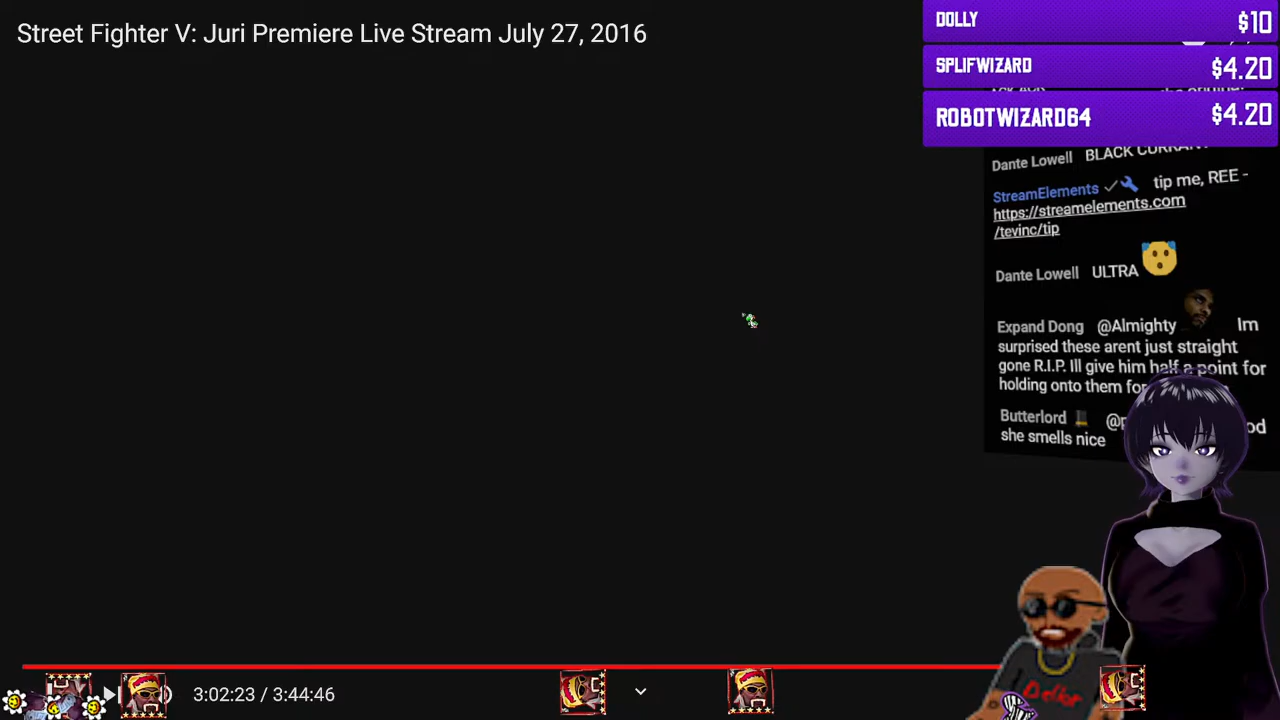 Street Fighter V: Juri Premiere Live Stream July 27, 2016
DOLLY $10
SPLIFWIZARD $4.20
ROBOTWIZARD64 $4.20
Dante Lowell BLACK
StreamElements tip me, REE -
https://streamelements.com
/tevinc/tip
Dante Lowell ULTRA
Expand Dong @Almighty Im
surprised these arent just straight
gone R.I.P. Ill give him half a point for
holding onto them for
Butterlord
she smells nice
3:02:23 / 3:44:46